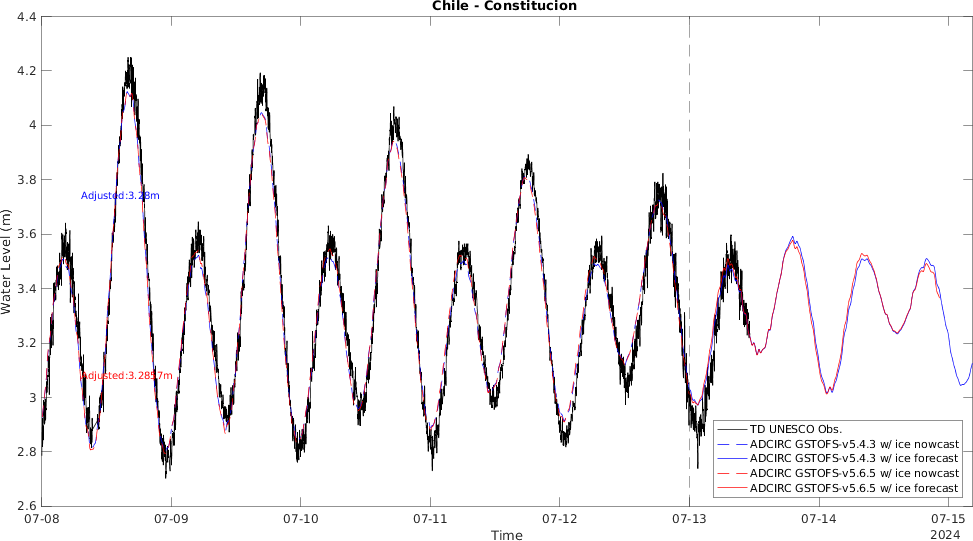 Chile - Constitucion
4.4
4.2
4
3.8
3.6
3.4
3.2
3
2.8
2.6
Water Level (m)
Adjusted:3.28m
Adjusted:3.2857m
TD UNESCO Obs.
ADCIRC GSTOFS-v5.4.3 w/ ice nowcast
ADCIRC GSTOFS-v5.4.3 w/ ice forecast
ADCIRC GSTOFS-v5.6.5 w/ ice nowcast
ADCIRC GSTOFS-v5.6.5 w/ ice forecast
07-08 07-09 07-10 07-11 07-12 07-13 07-14 07-15
Time
2024